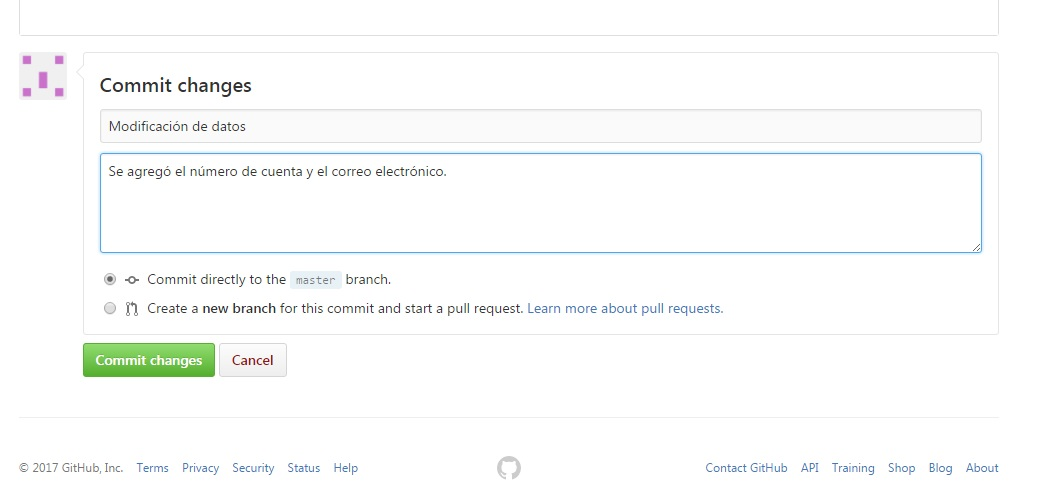 Commit changes
Modificación de datos
Se agregó el número de cuenta y el correo electrónico.
Commit directly to the master branch.
Create a new branch for this commit and start a pull request. Learn more about pull requests.
Commit changes Cancel
© 2017 GitHub, Inc. Terms Privacy Security Status Help Contact GitHub API Training Shop Blog About